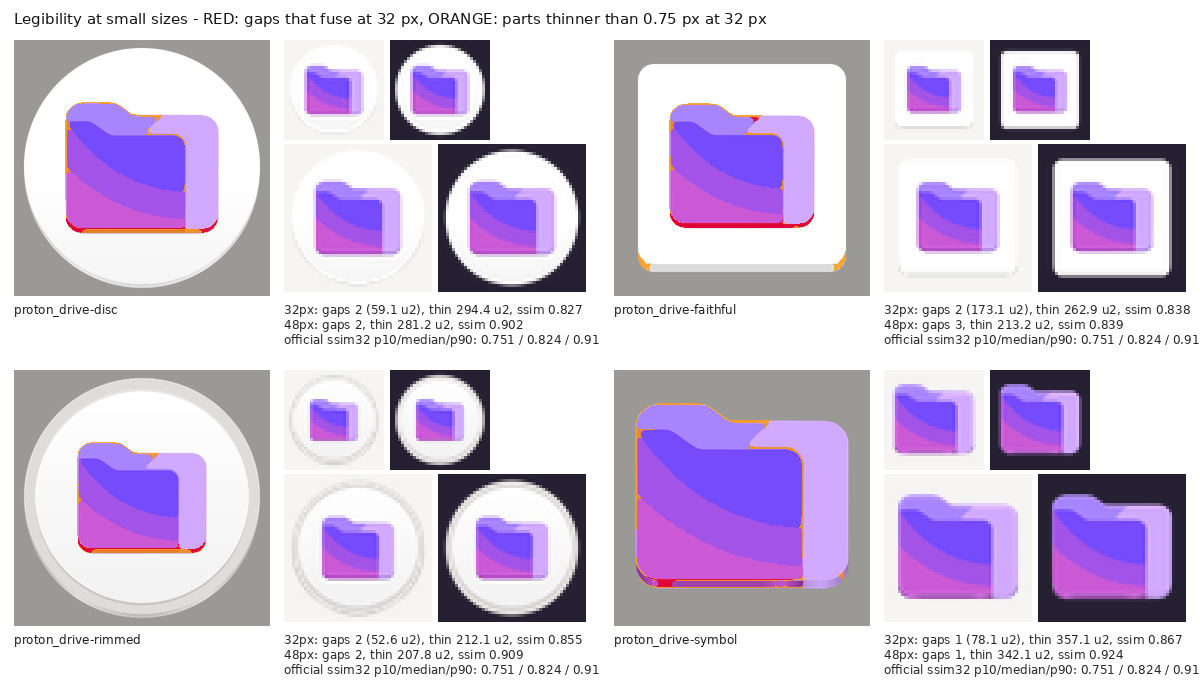 Legibility at small sizes - RED: gaps that fuse at 32 px, ORANGE: parts thinner than 0.75 px at 32 px
proton_drive-disc
32px: gaps 2 (59.1 u2), thin 294.4 u2, ssim 0.827
48px: gaps 2, thin 281.2 u2, ssim 0.902
official ssim32 p10/median/p90: 0.751 / 0.824 / 0.91
proton_drive-faithful
32px: gaps 2 (173.1 u2), thin 262.9 u2, ssim 0.838
48px: gaps 3, thin 213.2 u2, ssim 0.839
official ssim32 p10/median/p90: 0.751 / 0.824 / 0.91
proton_drive-rimmed
32px: gaps 2 (52.6 u2), thin 212.1 u2, ssim 0.855
48px: gaps 2, thin 207.8 u2, ssim 0.909
official ssim32 p10/median/p90: 0.751 / 0.824 / 0.91
proton_drive-symbol
32px: gaps 1 (78.1 u2), thin 357.1 u2, ssim 0.867
48px: gaps 1, thin 342.1 u2, ssim 0.924
official ssim32 p10/median/p90: 0.751 / 0.824 / 0.91